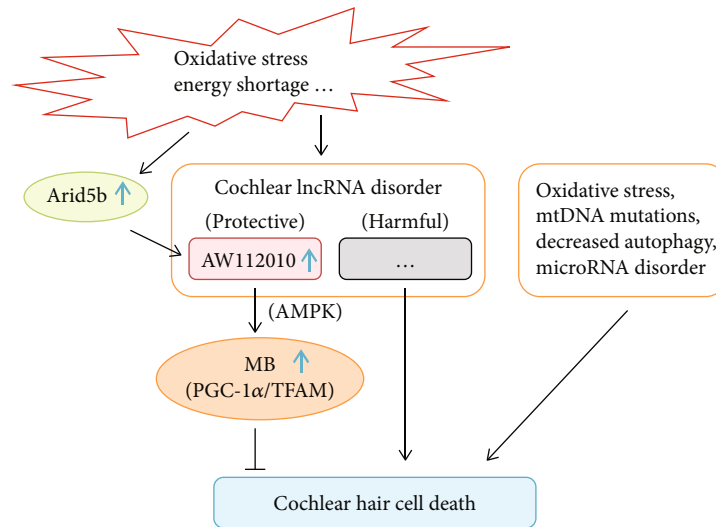 Oxidative stress
energy shortage ...
Arid5b
Cochlear lncRNA disorder
(Protective)
(Harmful)
AW112010
...
Oxidative stress,
mtDNA mutations,
decreased autophagy,
microRNA disorder
(AMPK)
MB
(PGC-1α/TFAM)
Cochlear hair cell death